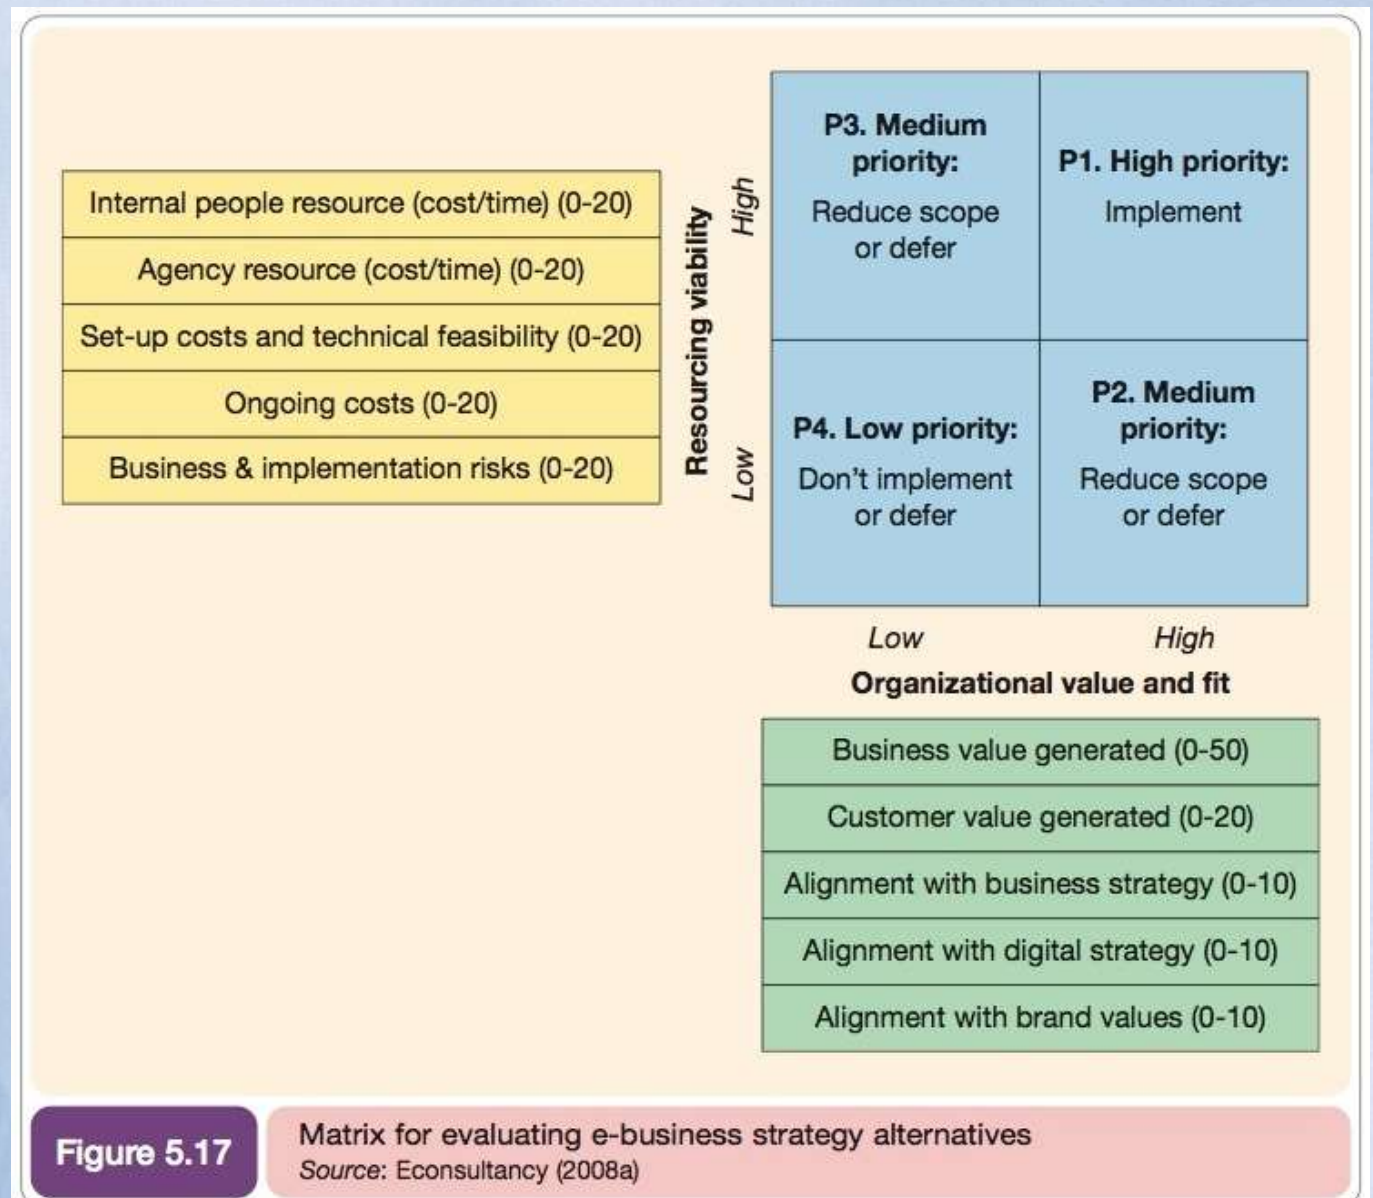 Internal people resource (cost/time) (0-20)
Agency resource (cost/time) (0-20)
Set-up costs and technical feasibility (0-20)
Ongoing costs (0-20)
Business & implementation risks (0-20)
Resourcing viability
High
Low
P3. Medium
priority:
Reduce scope
or defer
P1. High priority:
Implement
P4. Low priority:
Don't implement
or defer
P2. Medium
priority:
Reduce scope
or defer
Low
High
Organizational value and fit
Business value generated (0-50)
Customer value generated (0-20)
Alignment with business strategy (0-10)
Alignment with digital strategy (0-10)
Alignment with brand values (0-10)
Figure 5.17
Matrix for evaluating e-business strategy alternatives
Source: Econsultancy (2008a)